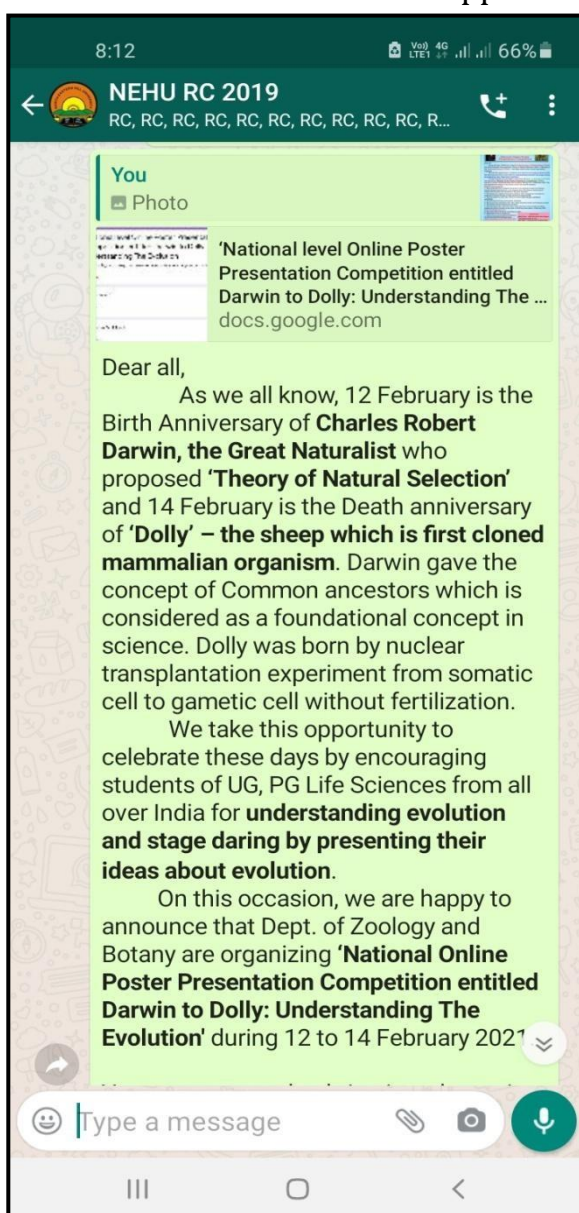 8:12
Vo)) LTE1 4G 66%
NEHU RC 2019
RC, RC, RC, RC, RC, RC, RC, RC, RC, R...
You
Photo
'National level Online Poster
Presentation Competition entitled
Darwin to Dolly: Understanding The ...
docs.google.com
Dear all,
As we all know, 12 February is the
Birth Anniversary of Charles Robert
Darwin, the Great Naturalist who
proposed 'Theory of Natural Selection'
and 14 February is the Death anniversary
of 'Dolly' – the sheep which is first cloned
mammalian organism. Darwin gave the
concept of Common ancestors which is
considered as a foundational concept in
science. Dolly was born by nuclear
transplantation experiment from somatic
cell to gametic cell without fertilization.
We take this opportunity to
celebrate these days by encouraging
students of UG, PG Life Sciences from all
over India for understanding evolution
and stage daring by presenting their
ideas about evolution.
On this occasion, we are happy to
announce that Dept. of Zoology and
Botany are organizing 'National Online
Poster Presentation Competition entitled
Darwin to Dolly: Understanding The
Evolution' during 12 to 14 February 2021
Type a message